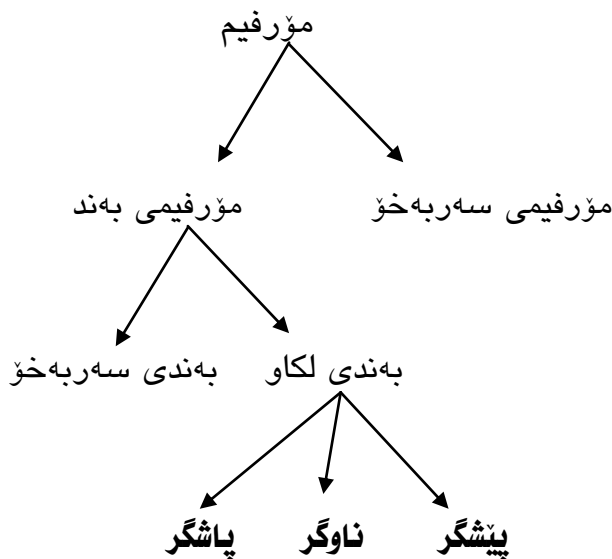 مۆرفیم
مۆرفیمی سەربەخۆ مۆرفیمی بەند
بەندی لکاو بەندی سەربەخۆ
پێشگر ناوگر پاشگر